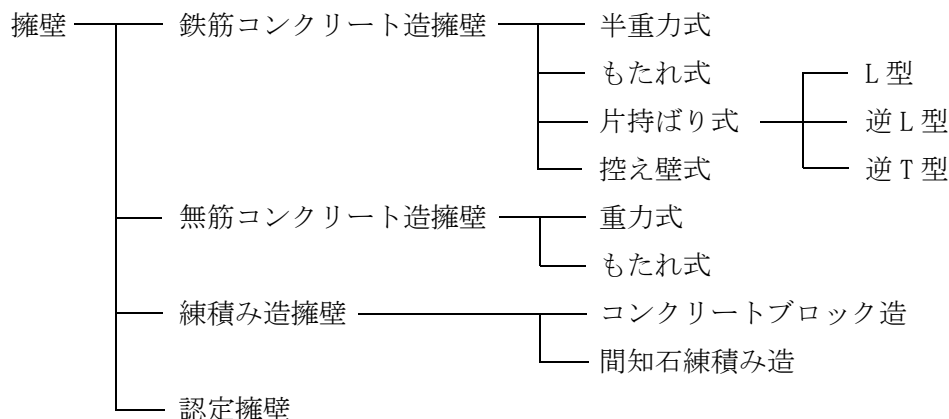 擁壁 鉄筋コンクリート造擁壁 半重力式
もたれ式 L型
片持ばり式 逆L型
控え壁式 逆T型
無筋コンクリート造擁壁 重力式
もたれ式
練積み造擁壁 コンクリートブロック造
間知石練積み造
認定擁壁